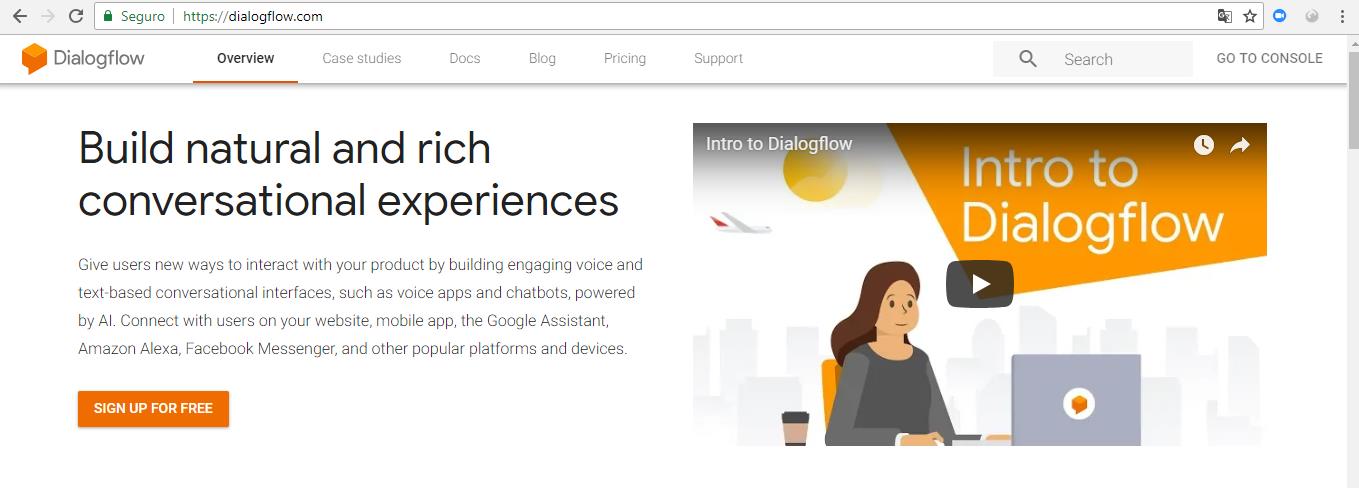 Seguro https://dialogflow.com
Dialogflow Overview Case studies Docs Blog Pricing Support Search GO TO CONSOLE
Build natural and rich
conversational experiences
Give users new ways to interact with your product by building engaging voice and
text-based conversational interfaces, such as voice apps and chatbots, powered
by AI. Connect with users on your website, mobile app, the Google Assistant,
Amazon Alexa, Facebook Messenger, and other popular platforms and devices.
SIGN UP FOR FREE
Intro to Dialogflow
Intro to
Dialogflow